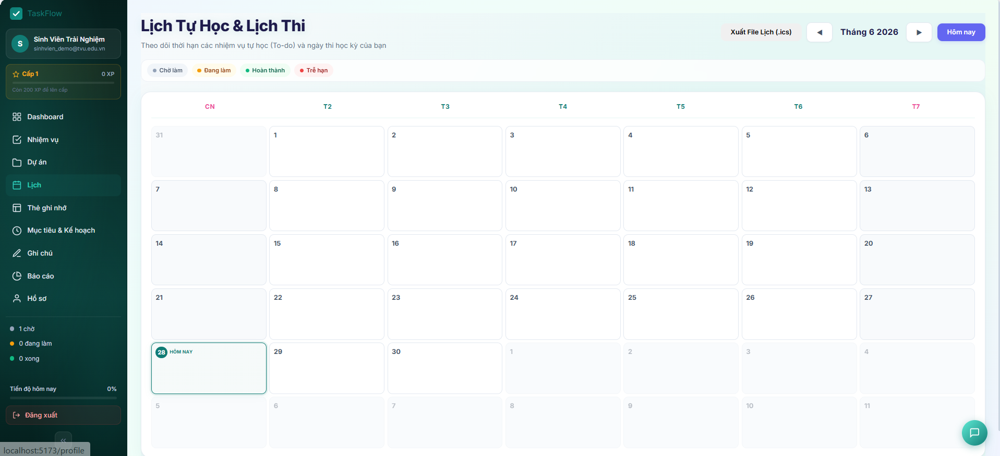 TaskFlow
S
Sinh Viên Trải Nghiệm
sinhvien_demo@tvu.edu.vn
Cấp 1
0 XP
Còn 200 XP để lên cấp
Dashboard
Nhiệm vụ
Dự án
Lịch
Thẻ ghi nhớ
Mục tiêu & Kế hoạch
Ghi chú
Báo cáo
Hồ sơ
1 chờ
0 đang làm
0 xong
Tiến độ hôm nay 0%
Đăng xuất
«
localhost:5173/profile
Lịch Tự Học & Lịch Thi
Theo dõi thời hạn các nhiệm vụ tự học (To-do) và ngày thi học kỳ của bạn
Xuất File Lịch (.ics)
◀ Tháng 6 2026 ▶
Hôm nay
Chờ làm Đang làm Hoàn thành Trễ hạn
CN T2 T3 T4 T5 T6 T7
31 1 2 3 4 5 6
7 8 9 10 11 12 13
14 15 16 17 18 19 20
21 22 23 24 25 26 27
28 HÔM NAY 29 30 1 2 3 4
5 6 7 8 9 10 11